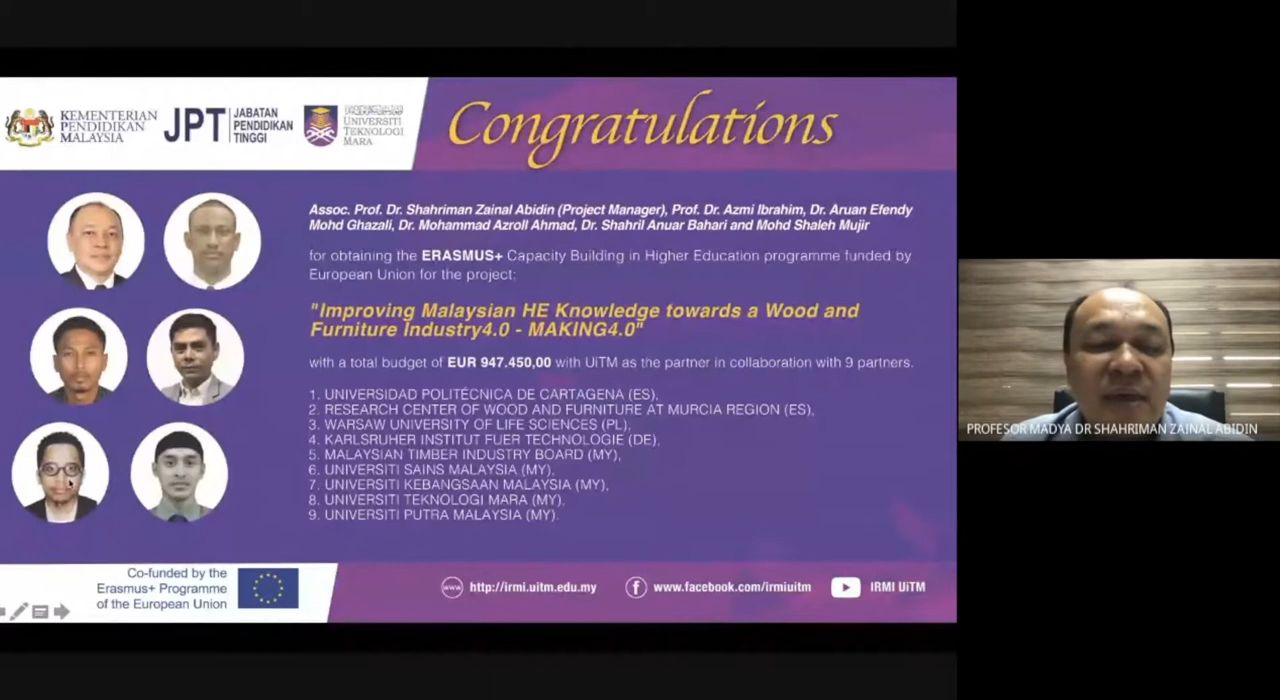 KEMENTERIAN
PENDIDIKAN
MALAYSIA
JPT
JABATAN
PENDIDIKAN
TINGGI
UNIVERSITI
TEKNOLOGI
MARA
Congratulations
Assoc. Prof. Dr. Shahriman Zainal Abidin (Project Manager), Prof. Dr. Azmi Ibrahim, Dr. Aruan Efendy
Mohd Ghazali, Dr. Mohammad Azroll Ahmad, Dr. Shahril Anuar Bahari and Mohd Shaleh Mujir
for obtaining the ERASMUS+ Capacity Building in Higher Education programme funded by
European Union for the project:
"Improving Malaysian HE Knowledge towards a Wood and
Furniture Industry4.0 - MAKING4.0"
with a total budget of EUR 947.450,00 with UiTM as the partner in collaboration with 9 partners.
1. UNIVERSIDAD POLITÉCNICA DE CARTAGENA (ES),
2. RESEARCH CENTER OF WOOD AND FURNITURE AT MURCIA REGION (ES),
3. WARSAW UNIVERSITY OF LIFE SCIENCES (PL),
4. KARLSRUHER INSTITUT FUER TECHNOLOGIE (DE),
5. MALAYSIAN TIMBER INDUSTRY BOARD (MY),
6. UNIVERSITI SAINS MALAYSIA (MY),
7. UNIVERSITI KEBANGSAAN MALAYSIA (MY),
8. UNIVERSITI TEKNOLOGI MARA (MY),
9. UNIVERSITI PUTRA MALAYSIA (MY).
PROFESOR MADYA DR SHAHRIMAN ZAINAL ABIDIN
Co-funded by the
Erasmus+ Programme
of the European Union
www http://irmi.uitm.edu.my
f www.facebook.com/irmiuitm
IRMI UiTM